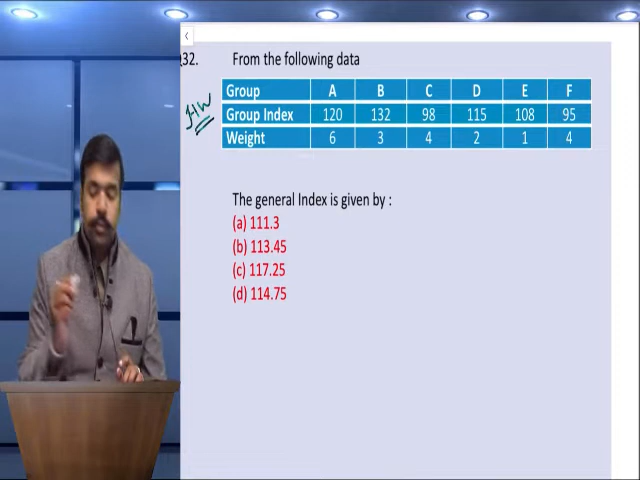 32. From the following data
H/W
Group A B C D E F
Group Index 120 132 98 115 108 95
Weight 6 3 4 2 1 4
The general Index is given by :
(a) 111.3
(b) 113.45
(c) 117.25
(d) 114.75